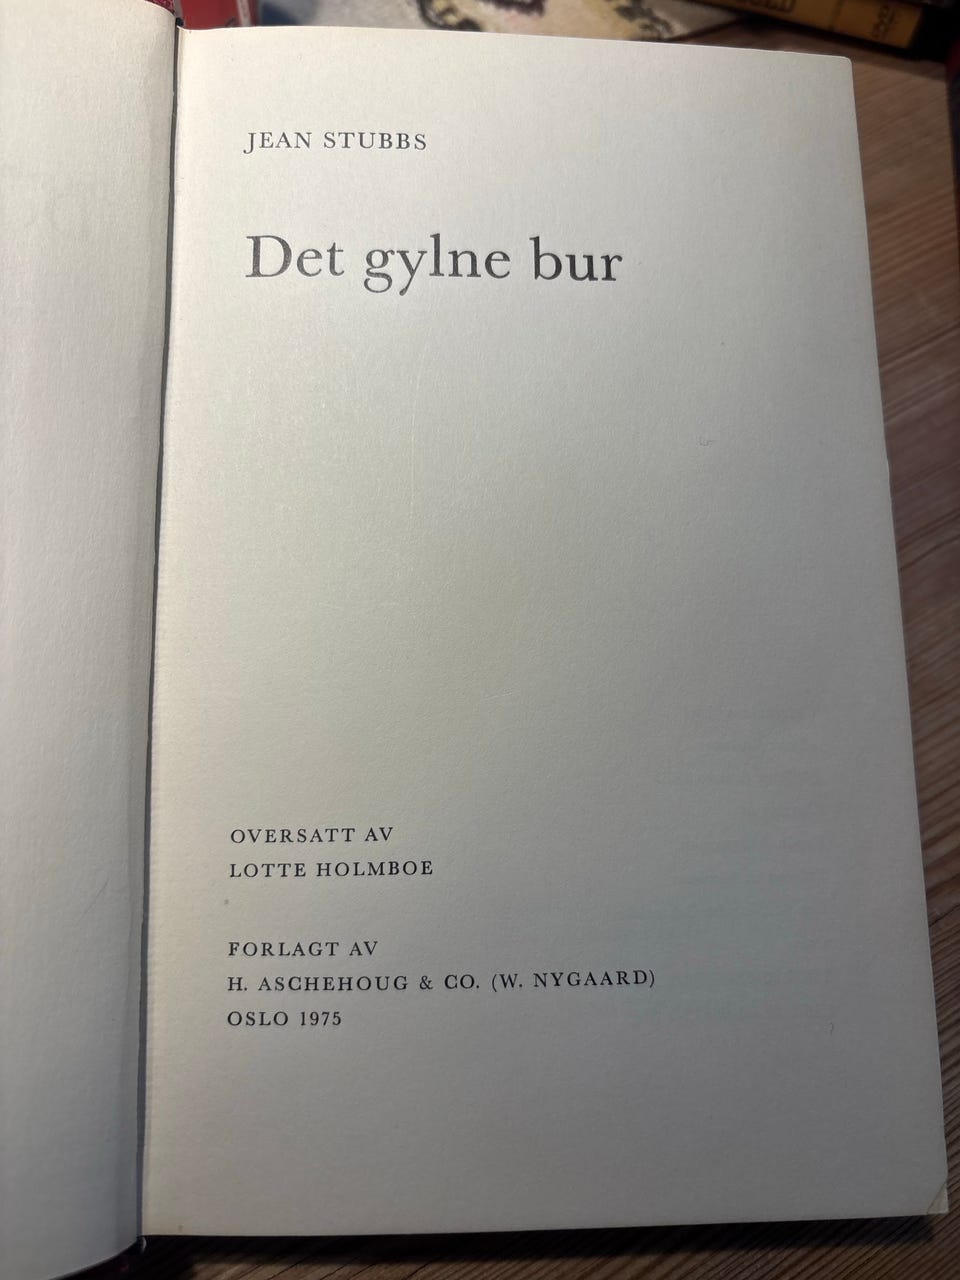 JEAN STUBBS
Det gylne bur
OVERSATT AV
LOTTE HOLMBOE
FORLAGT AV
H. ASCHEHOUG & CO. (W. NYGAARD)
OSLO 1975